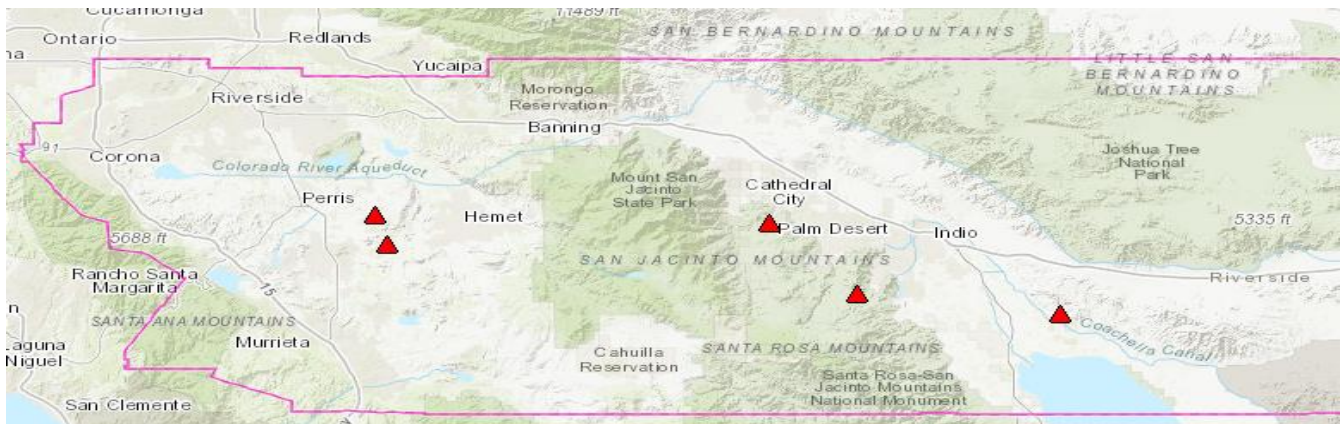 Cucamonga
11489 ft
Ontario
Redlands
SAN BERNARDINO MOUNTAINS
na
Yucaipa
LITTLE SAN
BERNARDINO
MOUNTAINS
Riverside
Morongo
Reservation
Banning
91
Corona
Colorado River Aqueduct
Joshua Tree
National
Park
Mount San
Jacinto
State Park
Cathedral
City
Perris
Hemet
5335 ft
5688 ft
Palm Desert
Indio
SAN JACINTO MOUNTAINS
Rancho Santa
Margarita
Riverside
15
n
SANTA ANA MOUNTAINS
Coachella Canal
Laguna
Niguel
Murrieta
Cahuilla
Reservation
SANTA ROSA MOUNTAINS
Santa Rosa-San
Jacinto Mountains
National Monument
San Clemente